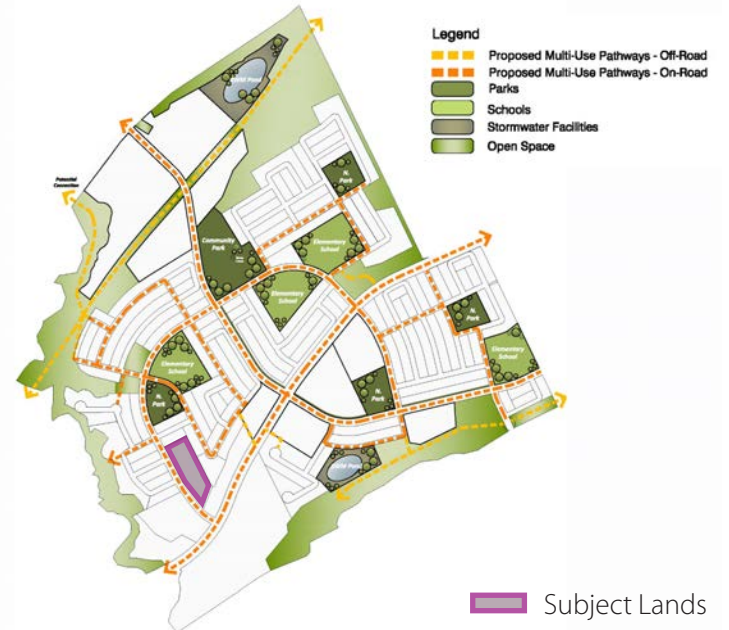 Legend
Proposed Multi-Use Pathways - Off-Road
Proposed Multi-Use Pathways - On-Road
Parks
Schools
Stormwater Facilities
Open Space
SWM Pond
Potential
Connection
N.
Park
Community
Park
Elementary
School
Elementary
School
N.
Park
Elementary
School
Elementary
School
N.
Park
N.
Park
SWM Pond
Subject Lands